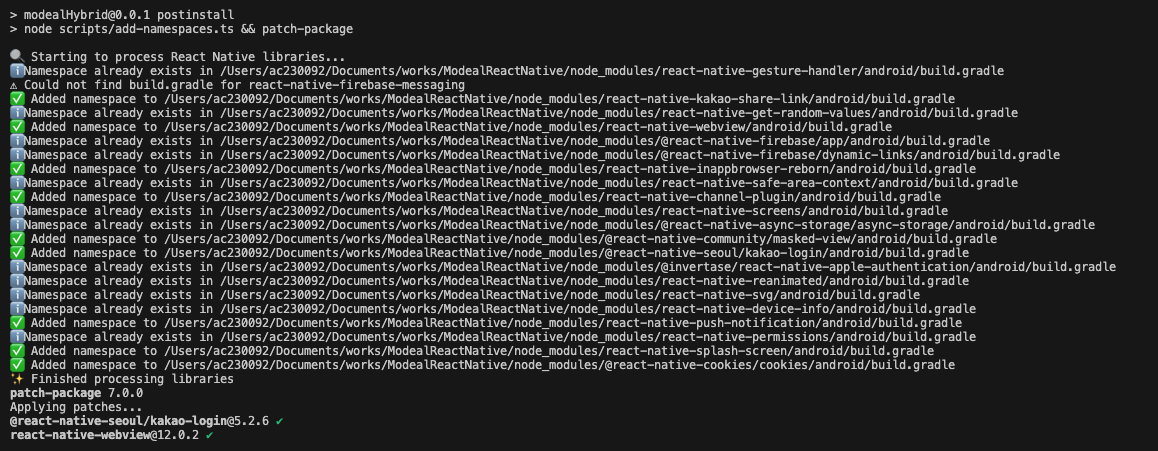 > modealHybrid@0.0.1 postinstall
> node scripts/add-namespaces.ts && patch-package
🔍 Starting to process React Native libraries...
ℹ️Namespace already exists in /Users/ac230092/Documents/works/ModealReactNative/node_modules/react-native-gesture-handler/android/build.gradle
⚠ Could not find build.gradle for react-native-firebase-messaging
✅ Added namespace to /Users/ac230092/Documents/works/ModealReactNative/node_modules/react-native-kakao-share-link/android/build.gradle
ℹ️Namespace already exists in /Users/ac230092/Documents/works/ModealReactNative/node_modules/react-native-get-random-values/android/build.gradle
✅ Added namespace to /Users/ac230092/Documents/works/ModealReactNative/node_modules/react-native-webview/android/build.gradle
ℹ️Namespace already exists in /Users/ac230092/Documents/works/ModealReactNative/node_modules/@react-native-firebase/app/android/build.gradle
ℹ️Namespace already exists in /Users/ac230092/Documents/works/ModealReactNative/node_modules/@react-native-firebase/dynamic-links/android/build.gradle
✅ Added namespace to /Users/ac230092/Documents/works/ModealReactNative/node_modules/react-native-inappbrowser-reborn/android/build.gradle
ℹ️Namespace already exists in /Users/ac230092/Documents/works/ModealReactNative/node_modules/react-native-safe-area-context/android/build.gradle
✅ Added namespace to /Users/ac230092/Documents/works/ModealReactNative/node_modules/react-native-channel-plugin/android/build.gradle
ℹ️Namespace already exists in /Users/ac230092/Documents/works/ModealReactNative/node_modules/react-native-screens/android/build.gradle
ℹ️Namespace already exists in /Users/ac230092/Documents/works/ModealReactNative/node_modules/@react-native-async-storage/async-storage/android/build.gradle
✅ Added namespace to /Users/ac230092/Documents/works/ModealReactNative/node_modules/@react-native-community/masked-view/android/build.gradle
✅ Added namespace to /Users/ac230092/Documents/works/ModealReactNative/node_modules/@react-native-seoul/kakao-login/android/build.gradle
ℹ️Namespace already exists in /Users/ac230092/Documents/works/ModealReactNative/node_modules/@invertase/react-native-apple-authentication/android/build.gradle
ℹ️Namespace already exists in /Users/ac230092/Documents/works/ModealReactNative/node_modules/react-native-reanimated/android/build.gradle
ℹ️Namespace already exists in /Users/ac230092/Documents/works/ModealReactNative/node_modules/react-native-svg/android/build.gradle
ℹ️Namespace already exists in /Users/ac230092/Documents/works/ModealReactNative/node_modules/react-native-device-info/android/build.gradle
✅ Added namespace to /Users/ac230092/Documents/works/ModealReactNative/node_modules/react-native-push-notification/android/build.gradle
ℹ️Namespace already exists in /Users/ac230092/Documents/works/ModealReactNative/node_modules/react-native-permissions/android/build.gradle
✅ Added namespace to /Users/ac230092/Documents/works/ModealReactNative/node_modules/react-native-splash-screen/android/build.gradle
✅ Added namespace to /Users/ac230092/Documents/works/ModealReactNative/node_modules/@react-native-cookies/cookies/android/build.gradle
✨ Finished processing libraries
patch-package 7.0.0
Applying patches...
@react-native-seoul/kakao-login@5.2.6 ✔
react-native-webview@12.0.2 ✔